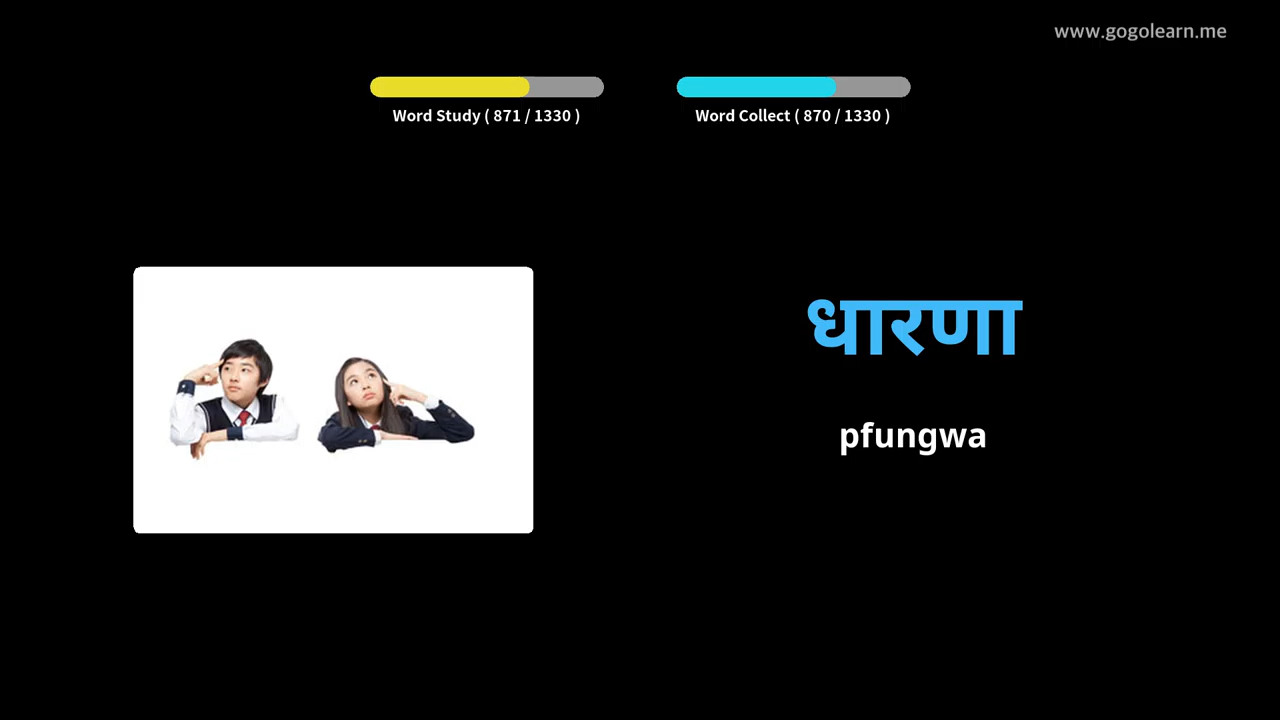 www.gogolearn.me
Word Study ( 871 / 1330 )
Word Collect ( 870 / 1330 )
धारणा
pfungwa